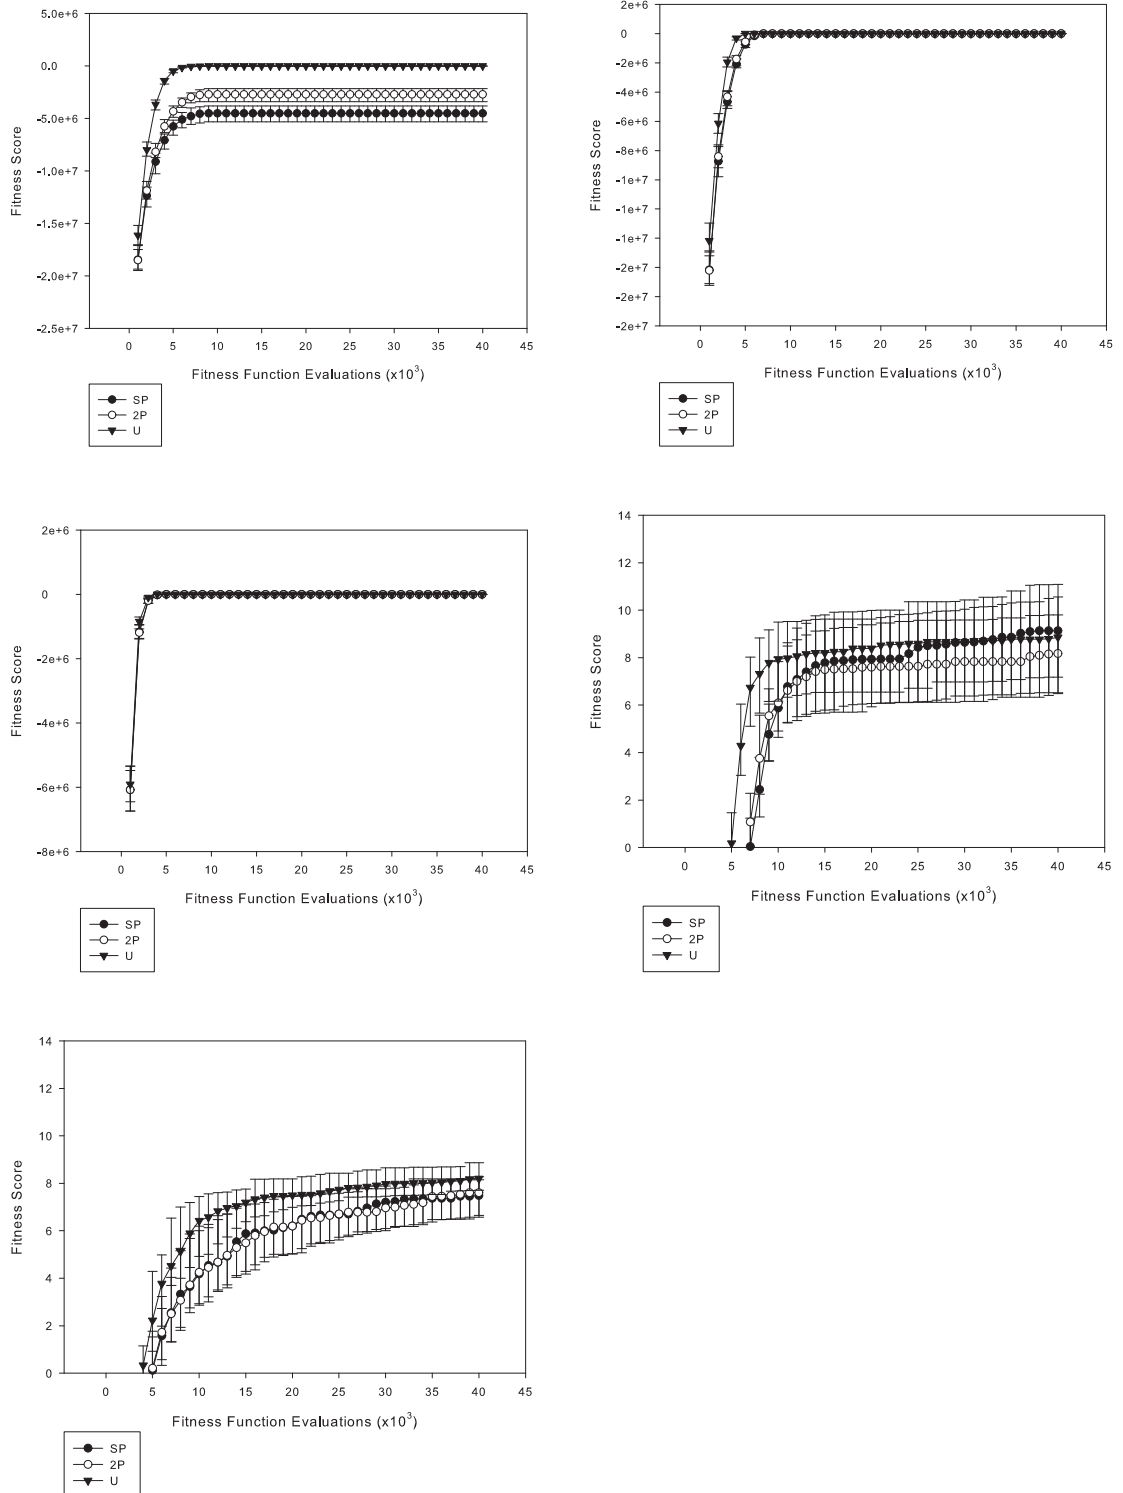 5.0e+6
0.0
-5.0e+6
-1.0e+7
-1.5e+7
-2.0e+7
-2.5e+7
Fitness Score
0 5 10 15 20 25 30 35 40 45
Fitness Function Evaluations (x10³)
SP
2P
U
2e+6
0
-2e+6
-4e+6
-6e+6
-8e+6
-1e+7
-1e+7
-1e+7
-2e+7
-2e+7
-2e+7
Fitness Score
0 5 10 15 20 25 30 35 40 45
Fitness Function Evaluations (x10³)
SP
2P
U
2e+6
0
-2e+6
-4e+6
-6e+6
-8e+6
Fitness Score
0 5 10 15 20 25 30 35 40 45
Fitness Function Evaluations (x10³)
SP
2P
U
14
12
10
8
6
4
2
0
Fitness Score
0 5 10 15 20 25 30 35 40 45
Fitness Function Evaluations (x10³)
SP
2P
U
14
12
10
8
6
4
2
0
Fitness Score
0 5 10 15 20 25 30 35 40 45
Fitness Function Evaluations (x10³)
SP
2P
U